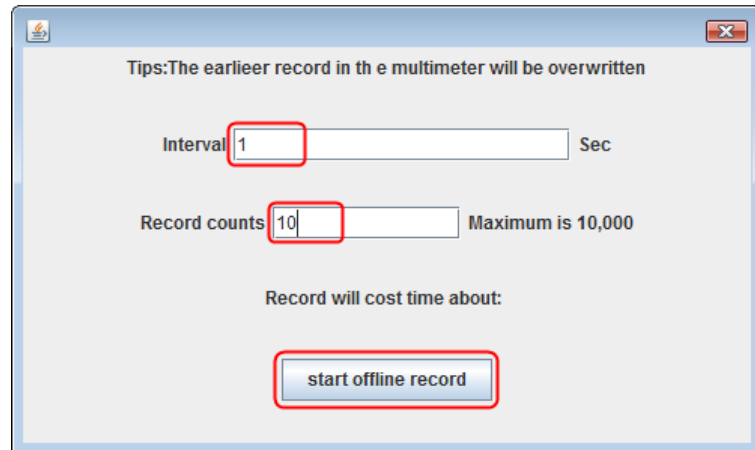 Tips:The earlieer record in th e multimeter will be overwritten
Interval 1 Sec
Record counts 10 Maximum is 10,000
Record will cost time about:
start offline record